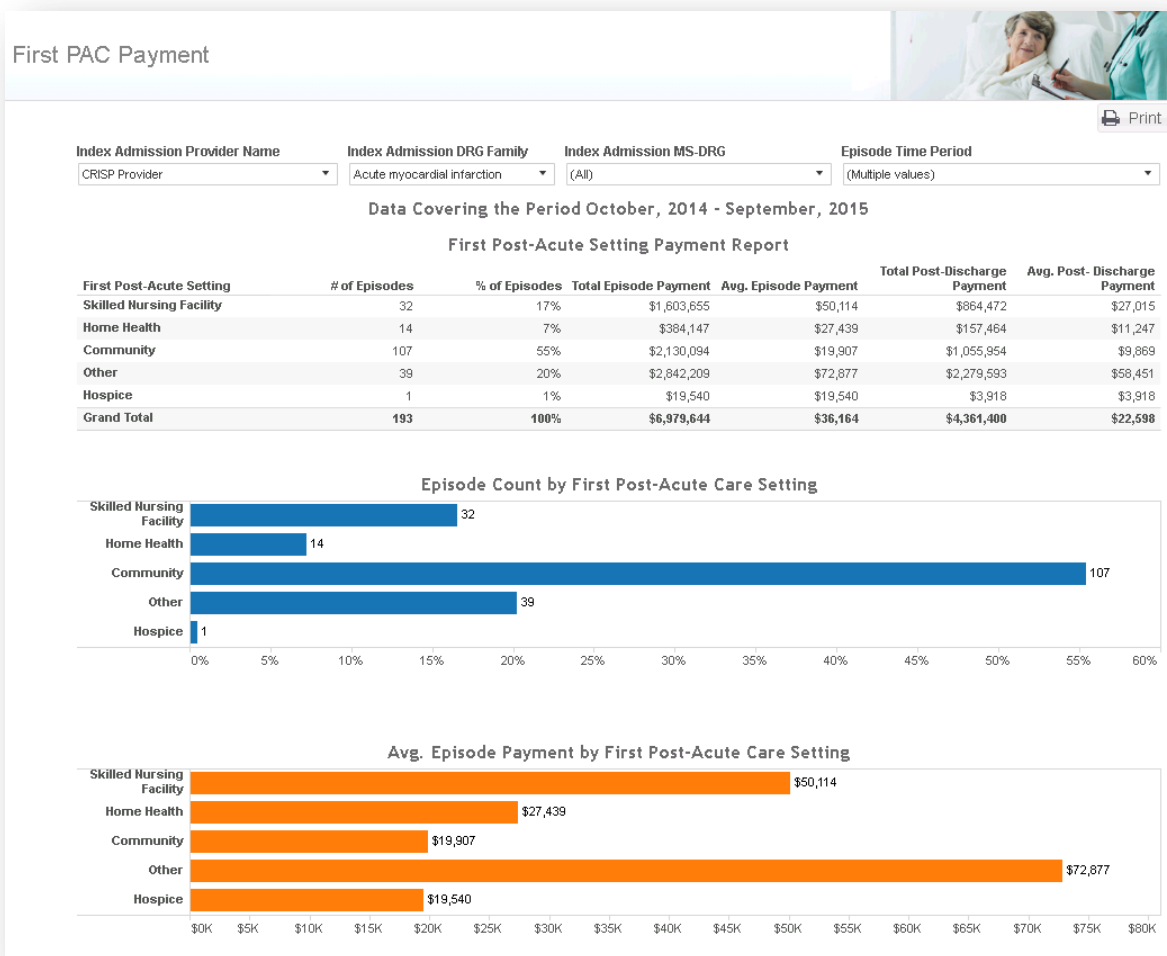 First PAC Payment
Print
Index Admission Provider Name Index Admission DRG Family Index Admission MS-DRG Episode Time Period
CRISP Provider Acute myocardial infarction (All) (Multiple values)
Data Covering the Period October, 2014 - September, 2015
First Post-Acute Setting Payment Report
Total Post-Discharge Avg. Post- Discharge
First Post-Acute Setting # of Episodes % of Episodes Total Episode Payment Avg. Episode Payment Payment Payment
Skilled Nursing Facility 32 17% $1,603,655 $50,114 $864,472 $27,015
Home Health 14 7% $384,147 $27,439 $157,464 $11,247
Community 107 55% $2,130,094 $19,907 $1,055,954 $9,869
Other 39 20% $2,842,209 $72,877 $2,279,593 $58,451
Hospice 1 1% $19,540 $19,540 $3,918 $3,918
Grand Total 193 100% $6,979,644 $36,164 $4,361,400 $22,598
Episode Count by First Post-Acute Care Setting
Skilled Nursing
Facility 32
Home Health 14
Community 107
Other 39
Hospice 1
0% 5% 10% 15% 20% 25% 30% 35% 40% 45% 50% 55% 60%
Avg. Episode Payment by First Post-Acute Care Setting
Skilled Nursing
Facility $50,114
Home Health $27,439
Community $19,907
Other $72,877
Hospice $19,540
$0K $5K $10K $15K $20K $25K $30K $35K $40K $45K $50K $55K $60K $65K $70K $75K $80K